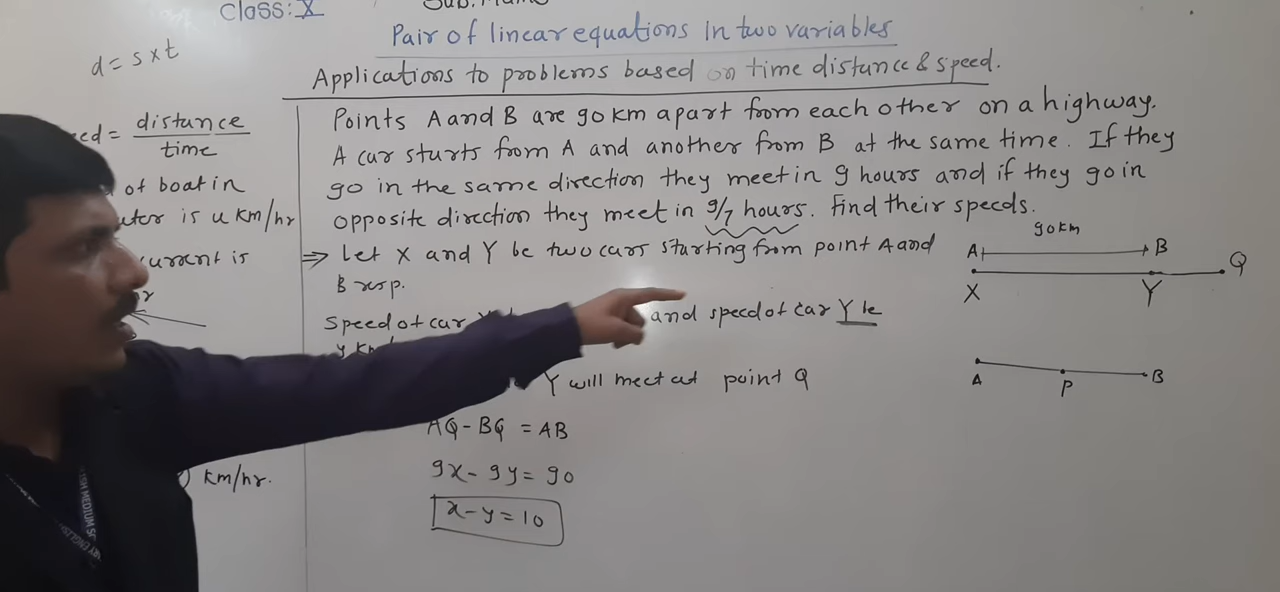 Class: X
Pair of linear equations in two variables
Applications to problems based on time distance & speed.
d = s x t
distance
time
of boat in
is u km/hr
current is
km/hr.
Points A and B are 90 km apart from each other on a highway.
A car starts from A and another from B at the same time. If they
go in the same direction they meet in 9 hours and if they go in
opposite direction they meet in 9/7 hours. Find their speeds.
⇒ Let X and Y be two cars starting from point A and
B resp.
Speed of car and speed of car Y be
y
Y will meet at point Q
AQ - BQ = AB
9x - 9y = 90
x - y = 10
90 km
A B Q
X Y
A P B